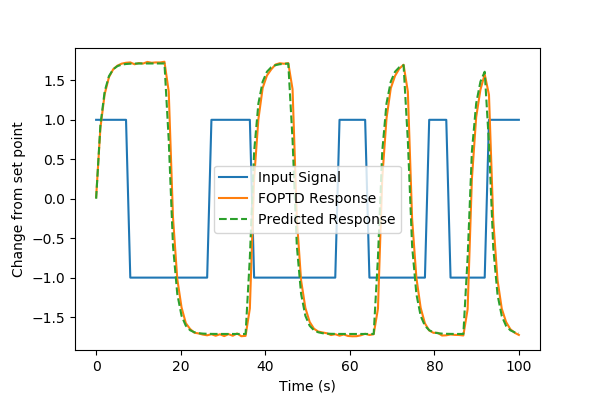 Change from set point
1.5
1.0
0.5
0.0
−0.5
−1.0
−1.5
Input Signal
FOPTD Response
Predicted Response
0 20 40 60 80 100
Time (s)